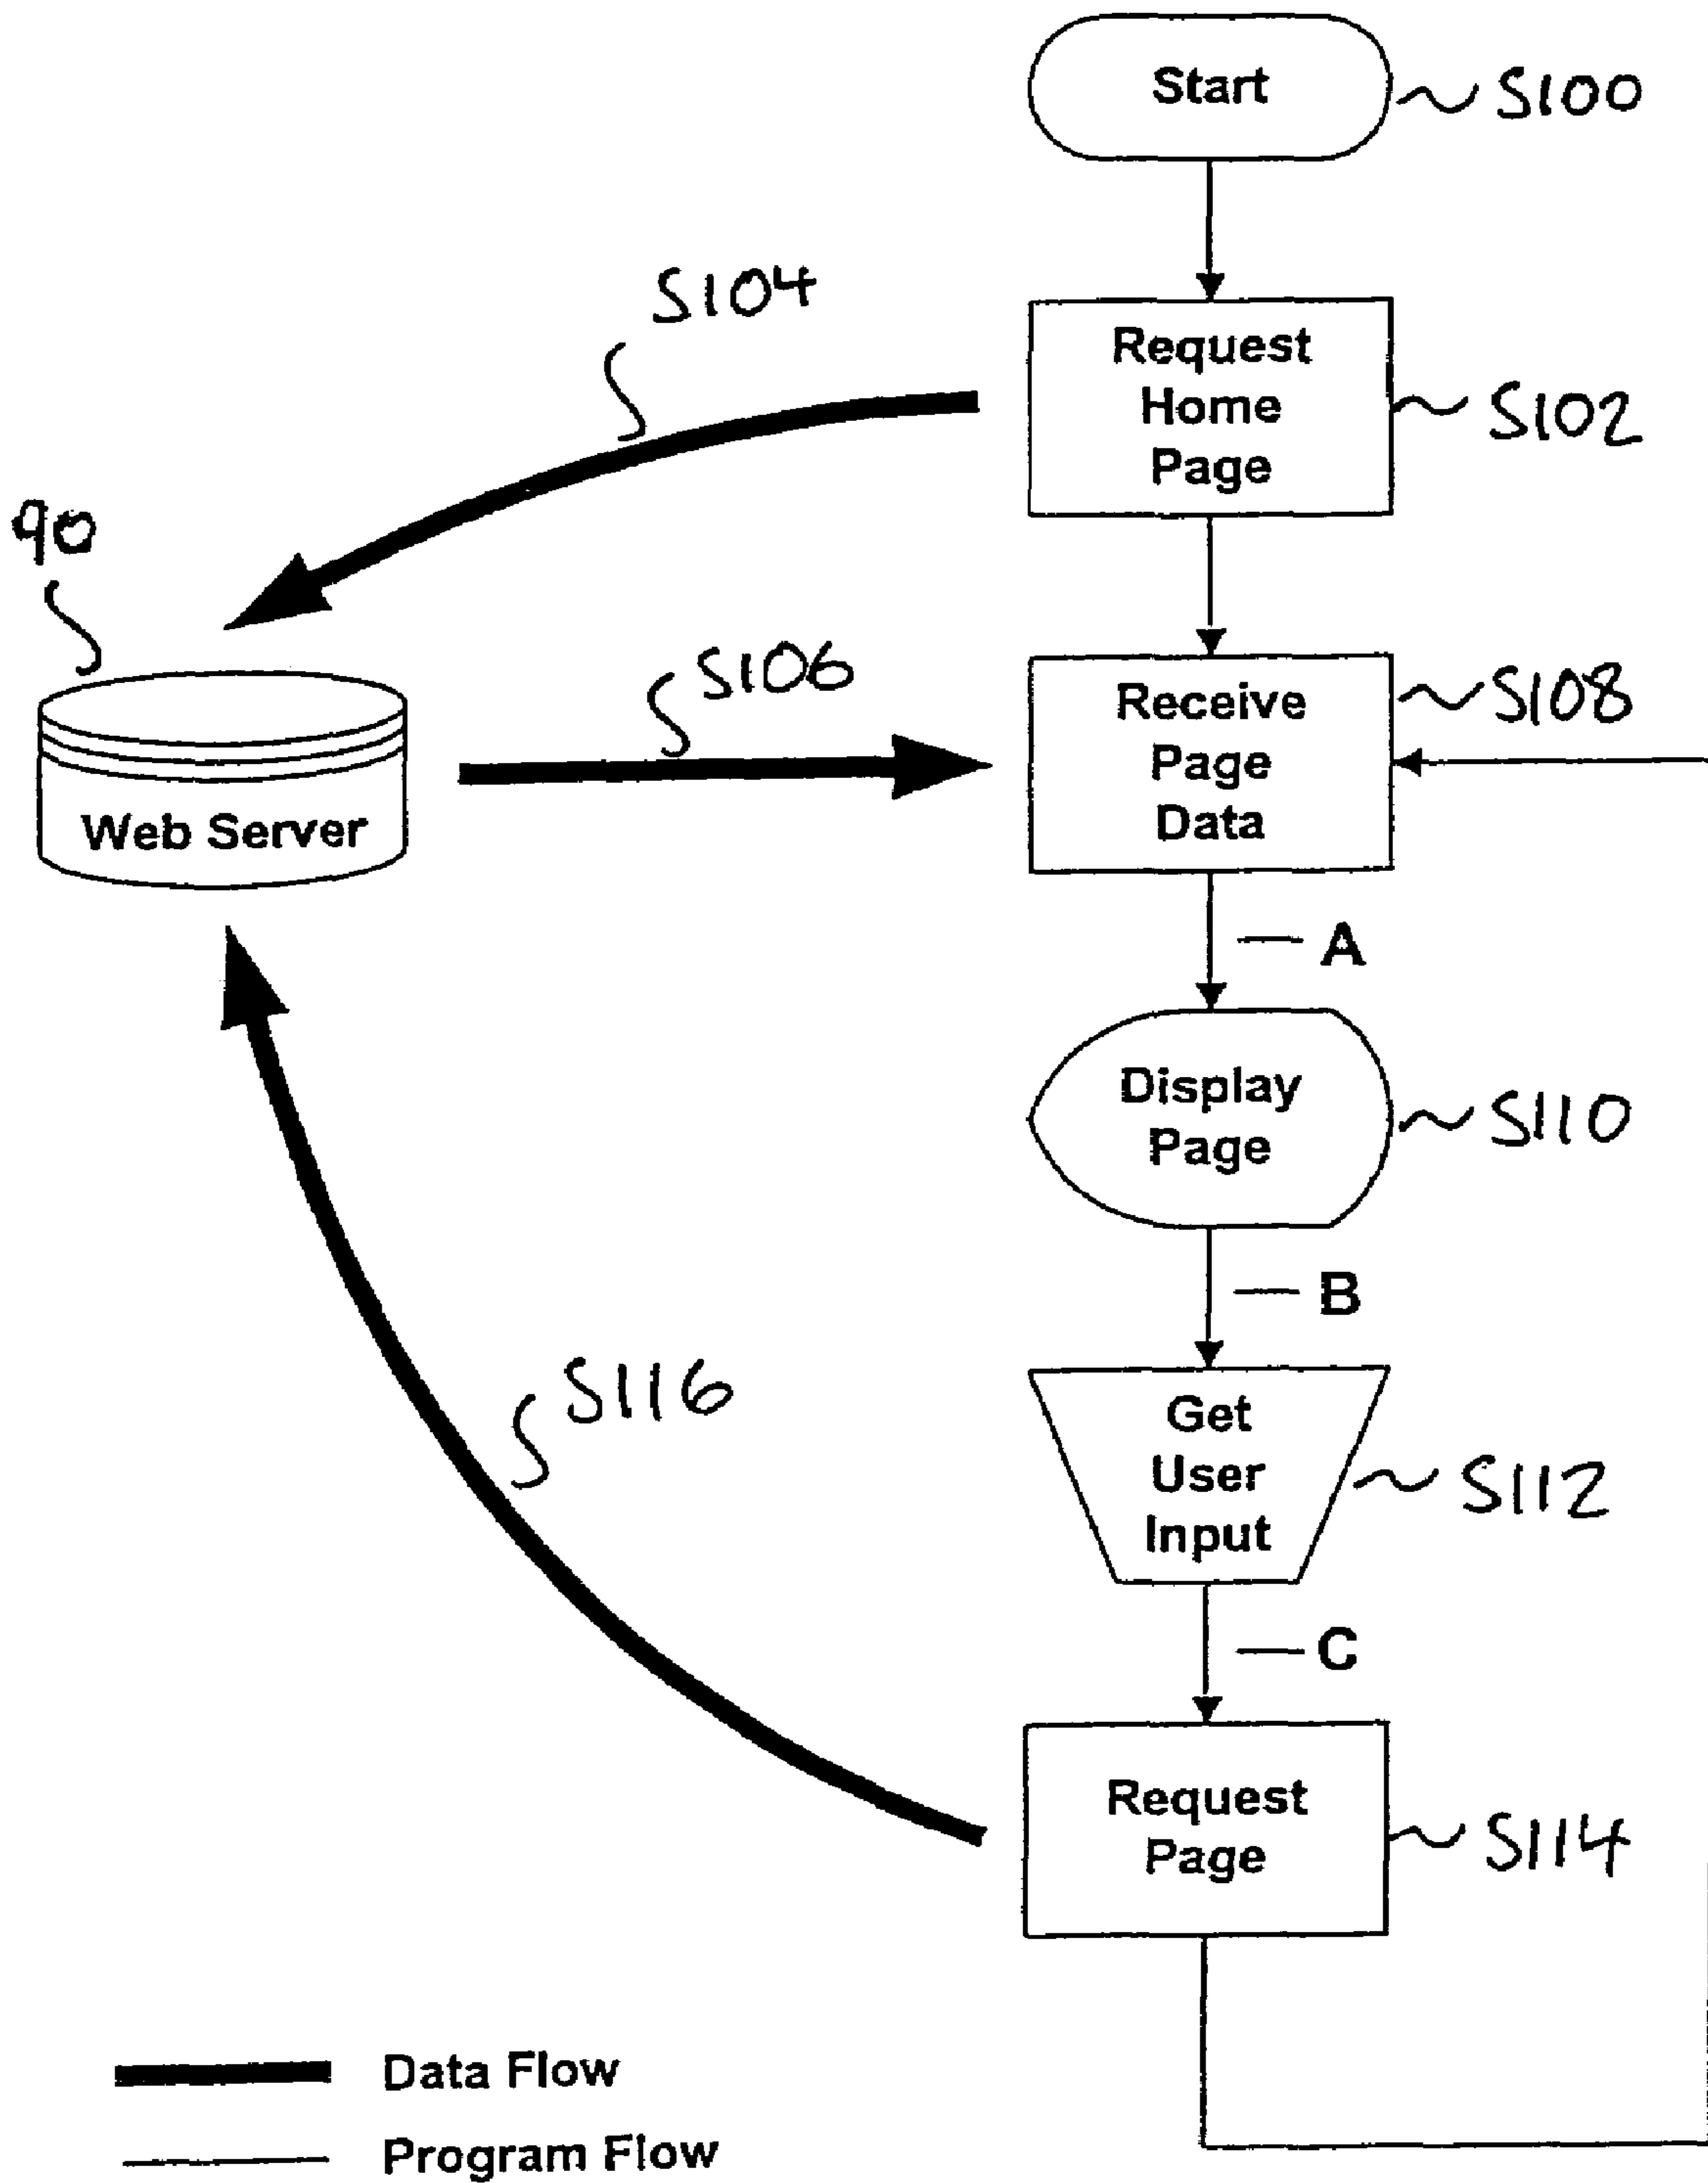 Start
S100
S104
Request
Home
Page
S102
90
S106
Receive
Page
Data
S108
Web Server
A
Display
Page
S110
B
S116
Get
User
Input
S112
C
Request
Page
S114
Data Flow
Program Flow